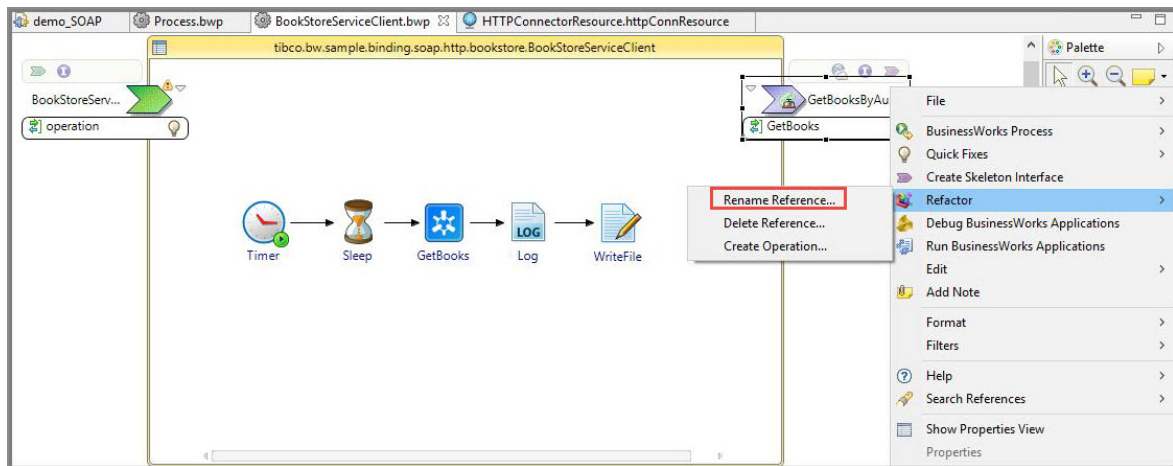 demo_SOAP Process.bwp BookStoreServiceClient.bwp HTTPConnectorResource.httpConnResource
tibco.bw.sample.binding.soap.http.bookstore.BookStoreServiceClient
Palette
BookStoreServ...
operation
GetBooksByAu
GetBooks
File
BusinessWorks Process
Quick Fixes
Create Skeleton Interface
Refactor
Debug BusinessWorks Applications
Run BusinessWorks Applications
Edit
Add Note
Format
Filters
Help
Search References
Show Properties View
Properties
Rename Reference...
Delete Reference...
Create Operation...
LOG
Timer Sleep GetBooks Log WriteFile